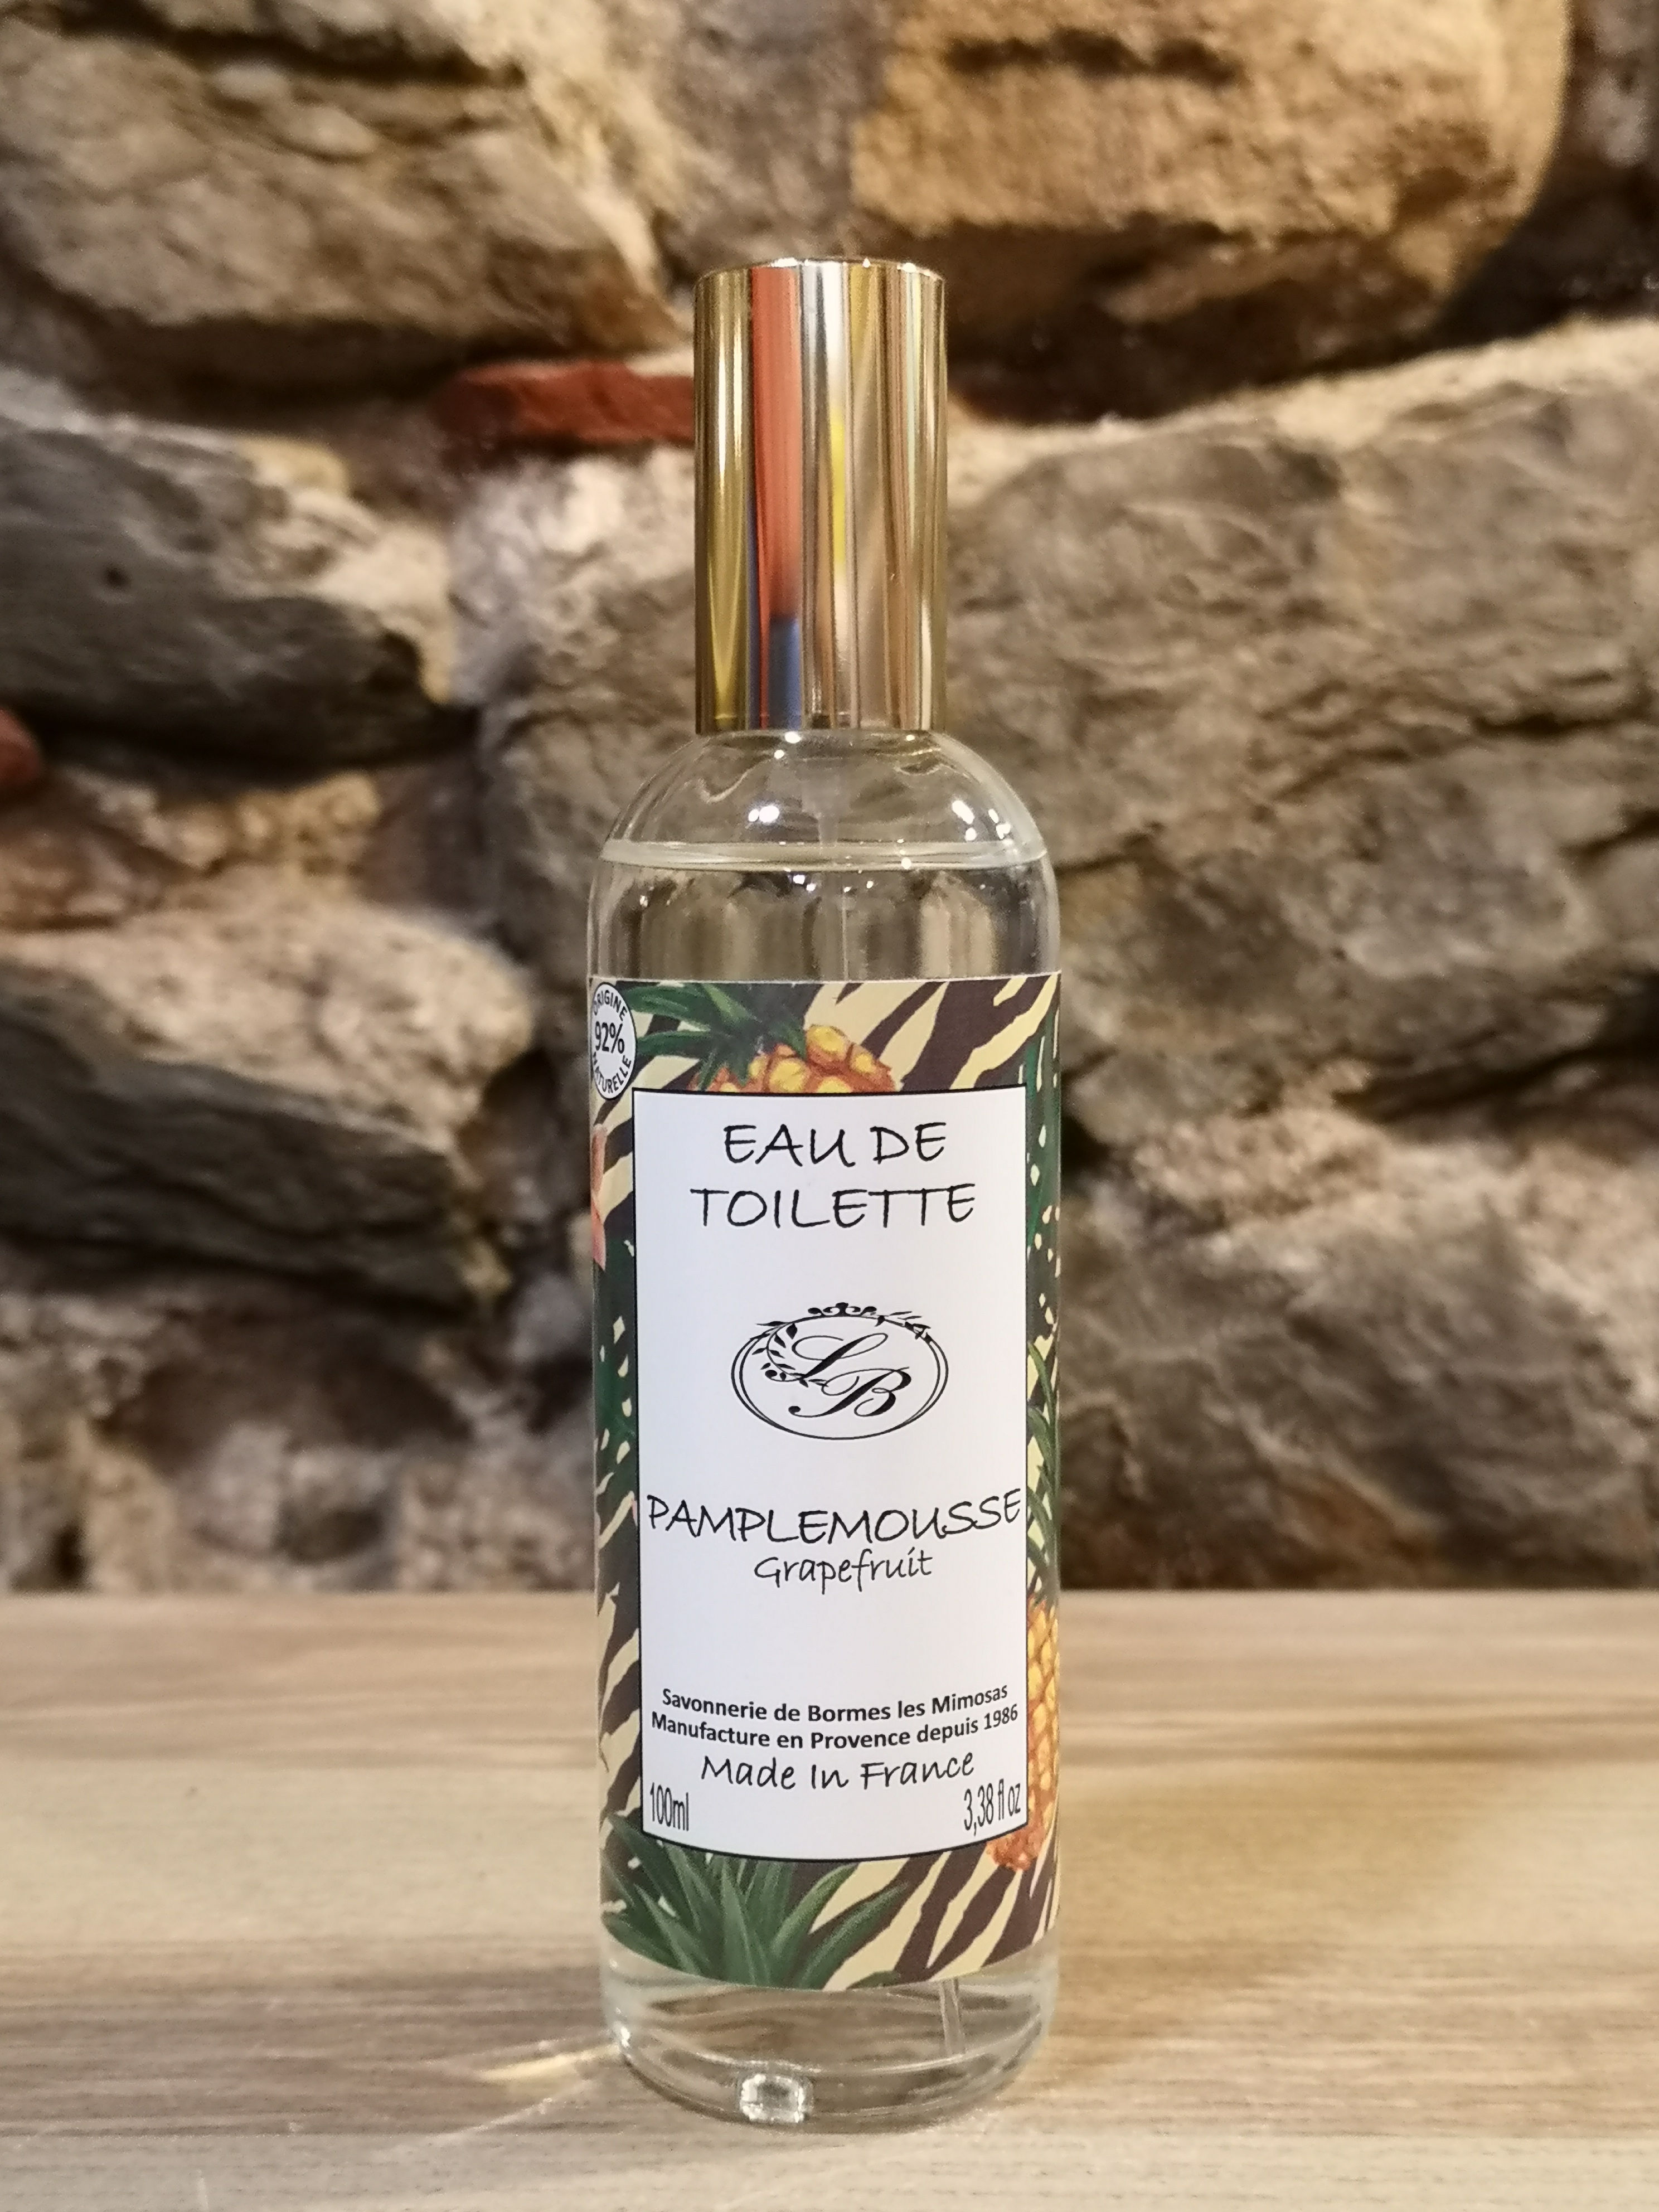 ORIGINE
92%
NATURELLE
EAU DE
TOILETTE
LB
PAMPLEMOUSSE
Grapefruit
Savonnerie de Bormes les Mimosas
Manufacture en Provence depuis 1986
Made In France
100ml 3,38 fl oz